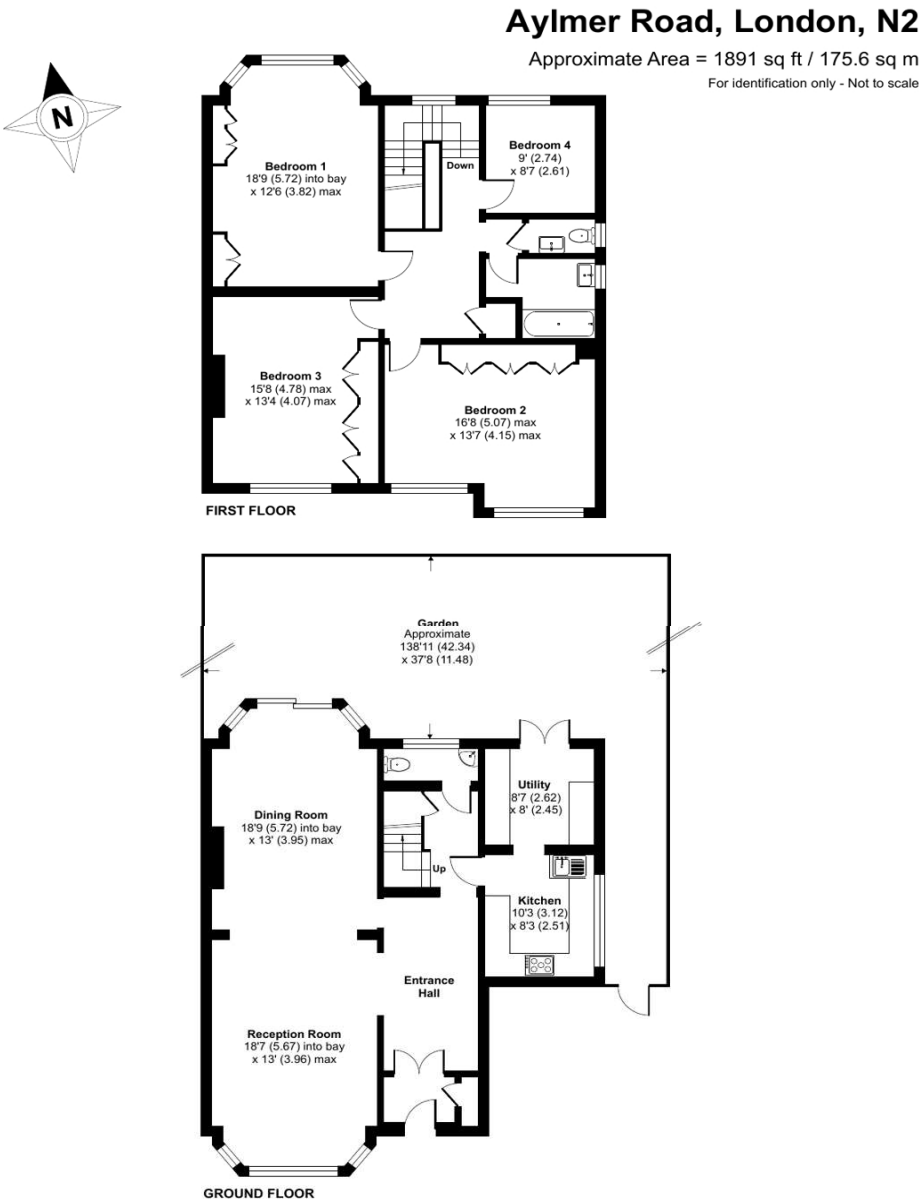 Aylmer Road, London, N2
Approximate Area = 1891 sq ft / 175.6 sq m
For identification only - Not to scale
N
Bedroom 1
18'9 (5.72) into bay
x 12'6 (3.82) max
Down
Bedroom 4
9' (2.74)
x 8'7 (2.61)
Bedroom 3
15'8 (4.78) max
x 13'4 (4.07) max
Bedroom 2
16'8 (5.07) max
x 13'7 (4.15) max
FIRST FLOOR
Garden
Approximate
138'11 (42.34)
x 37'8 (11.48)
Dining Room
18'9 (5.72) into bay
x 13' (3.95) max
Utility
8'7 (2.62)
x 8' (2.45)
Up
Kitchen
10'3 (3.12)
x 8'3 (2.51)
Entrance
Hall
Reception Room
18'7 (5.67) into bay
x 13' (3.96) max
GROUND FLOOR